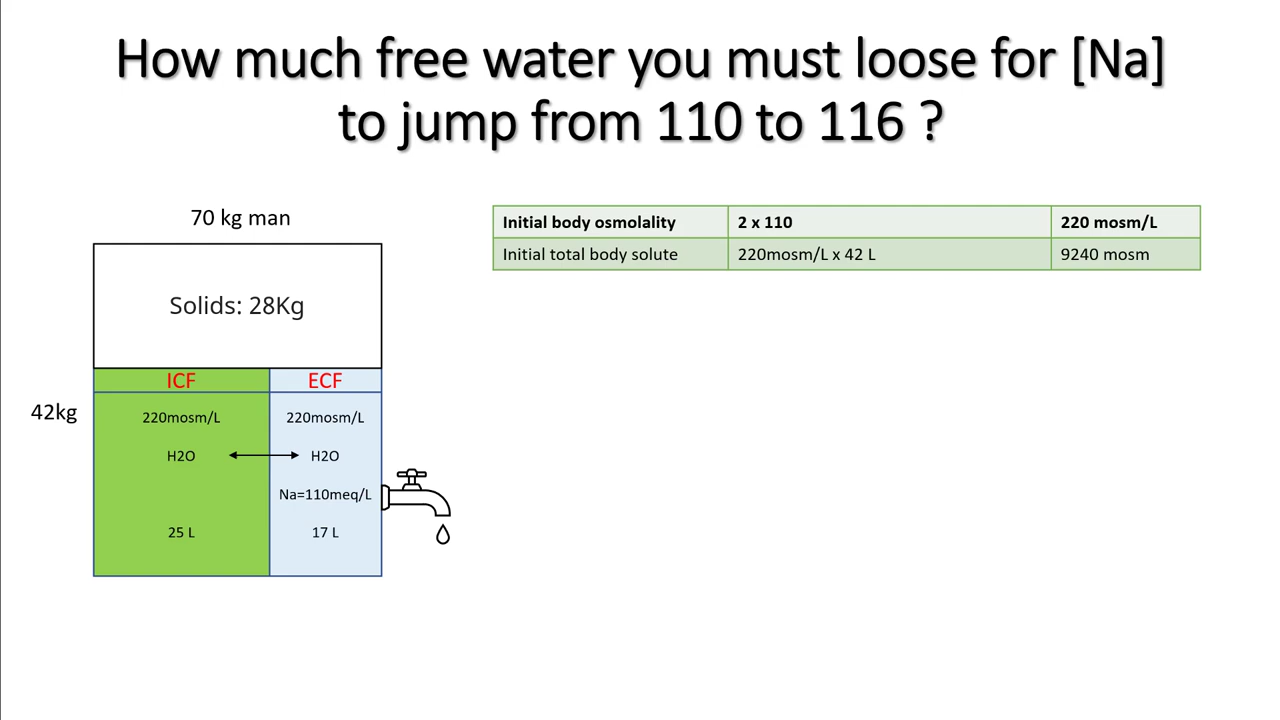 How much free water you must loose for [Na]
to jump from 110 to 116 ?
70 kg man
Solids: 28Kg
42kg
ICF ECF
220mosm/L 220mosm/L
H2O H2O
Na=110meq/L
25 L 17 L
Initial body osmolality 2 x 110 220 mosm/L
Initial total body solute 220mosm/L x 42 L 9240 mosm